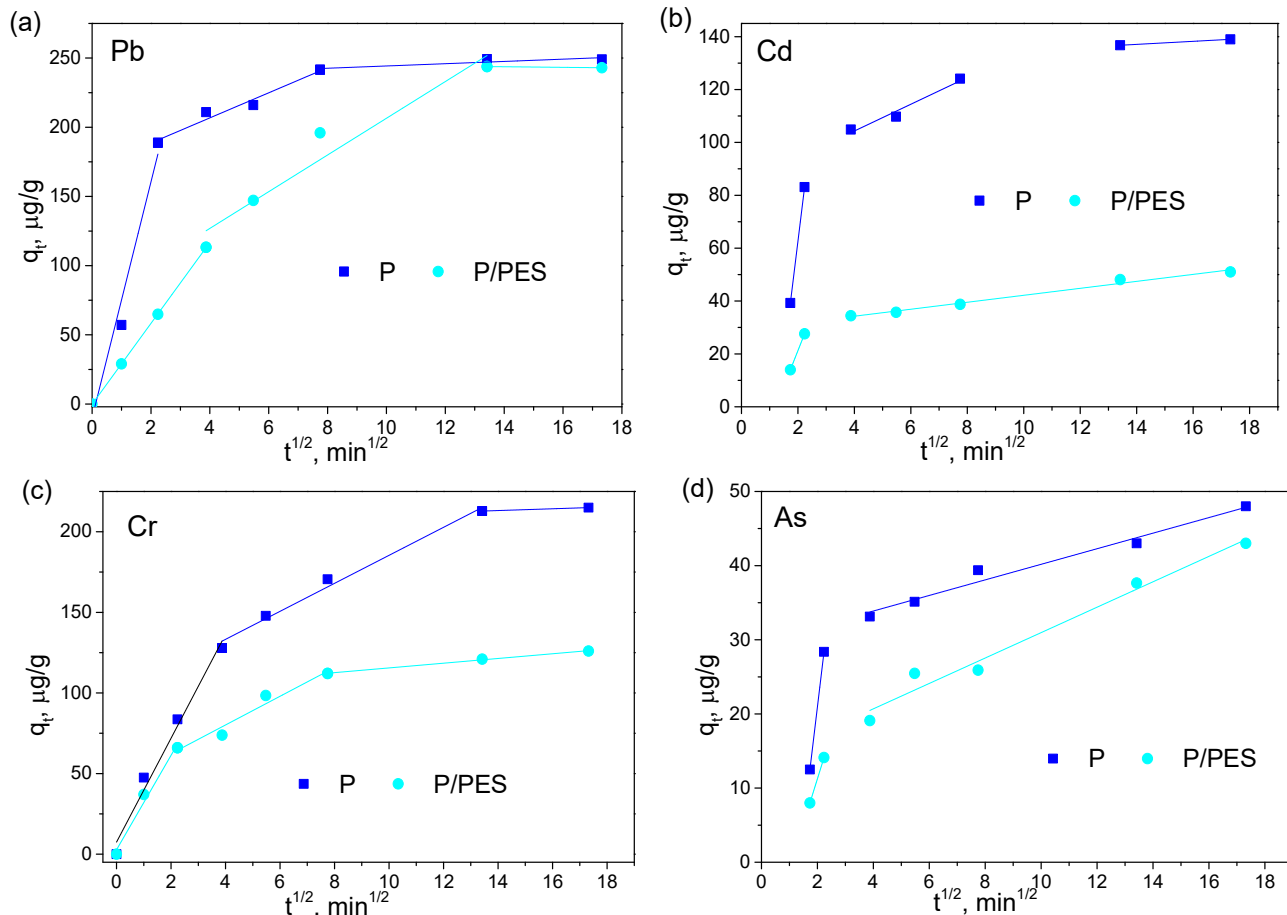 (a)
Pb
250
200
150
100
50
0
q_t, μg/g
P P/PES
0 2 4 6 8 10 12 14 16 18
t^1/2, min^1/2
(b)
Cd
140
120
100
80
60
40
20
0
q_t, μg/g
P P/PES
0 2 4 6 8 10 12 14 16 18
t^1/2, min^1/2
(c)
Cr
200
150
100
50
0
q_t, μg/g
P P/PES
0 2 4 6 8 10 12 14 16 18
t^1/2, min^1/2
(d)
As
50
40
30
20
10
0
q_t, μg/g
P P/PES
0 2 4 6 8 10 12 14 16 18
t^1/2, min^1/2